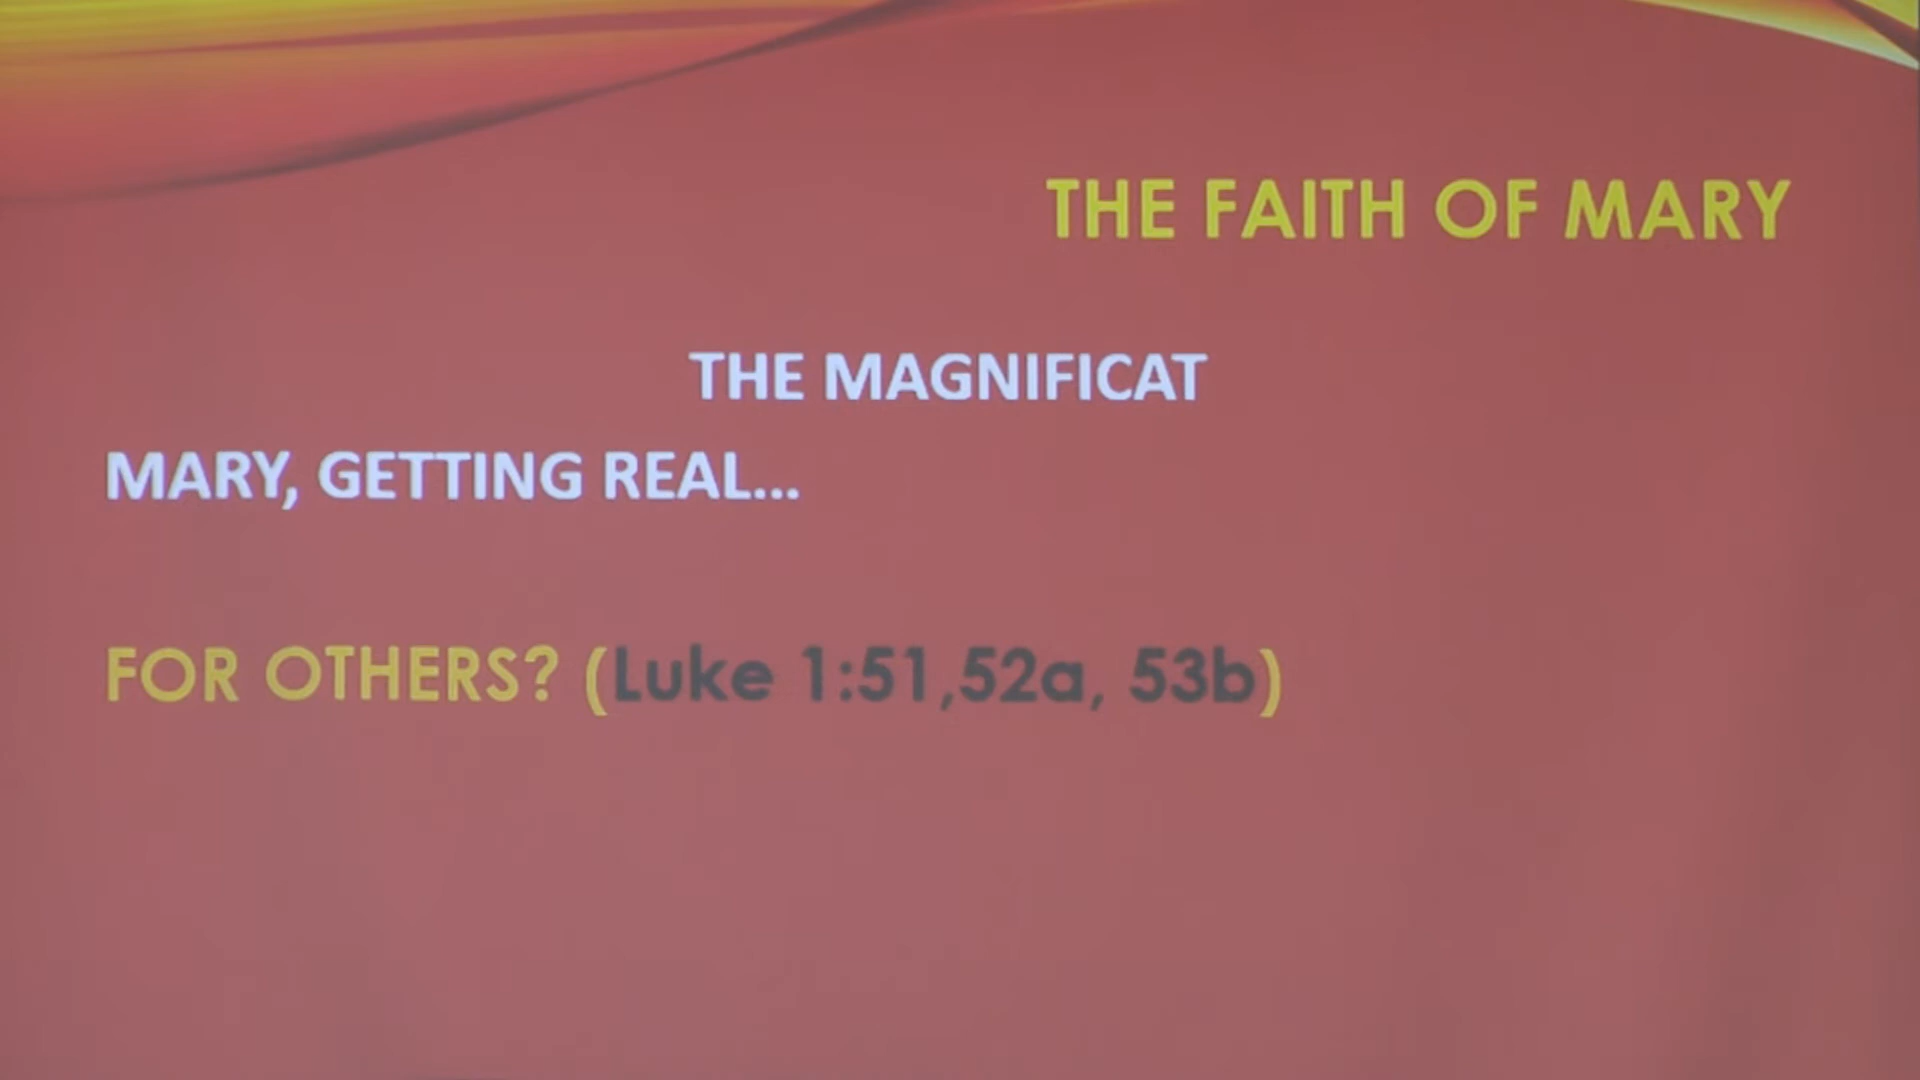 THE FAITH OF MARY
THE MAGNIFICAT
MARY, GETTING REAL...
FOR OTHERS? (Luke 1:51,52a, 53b)